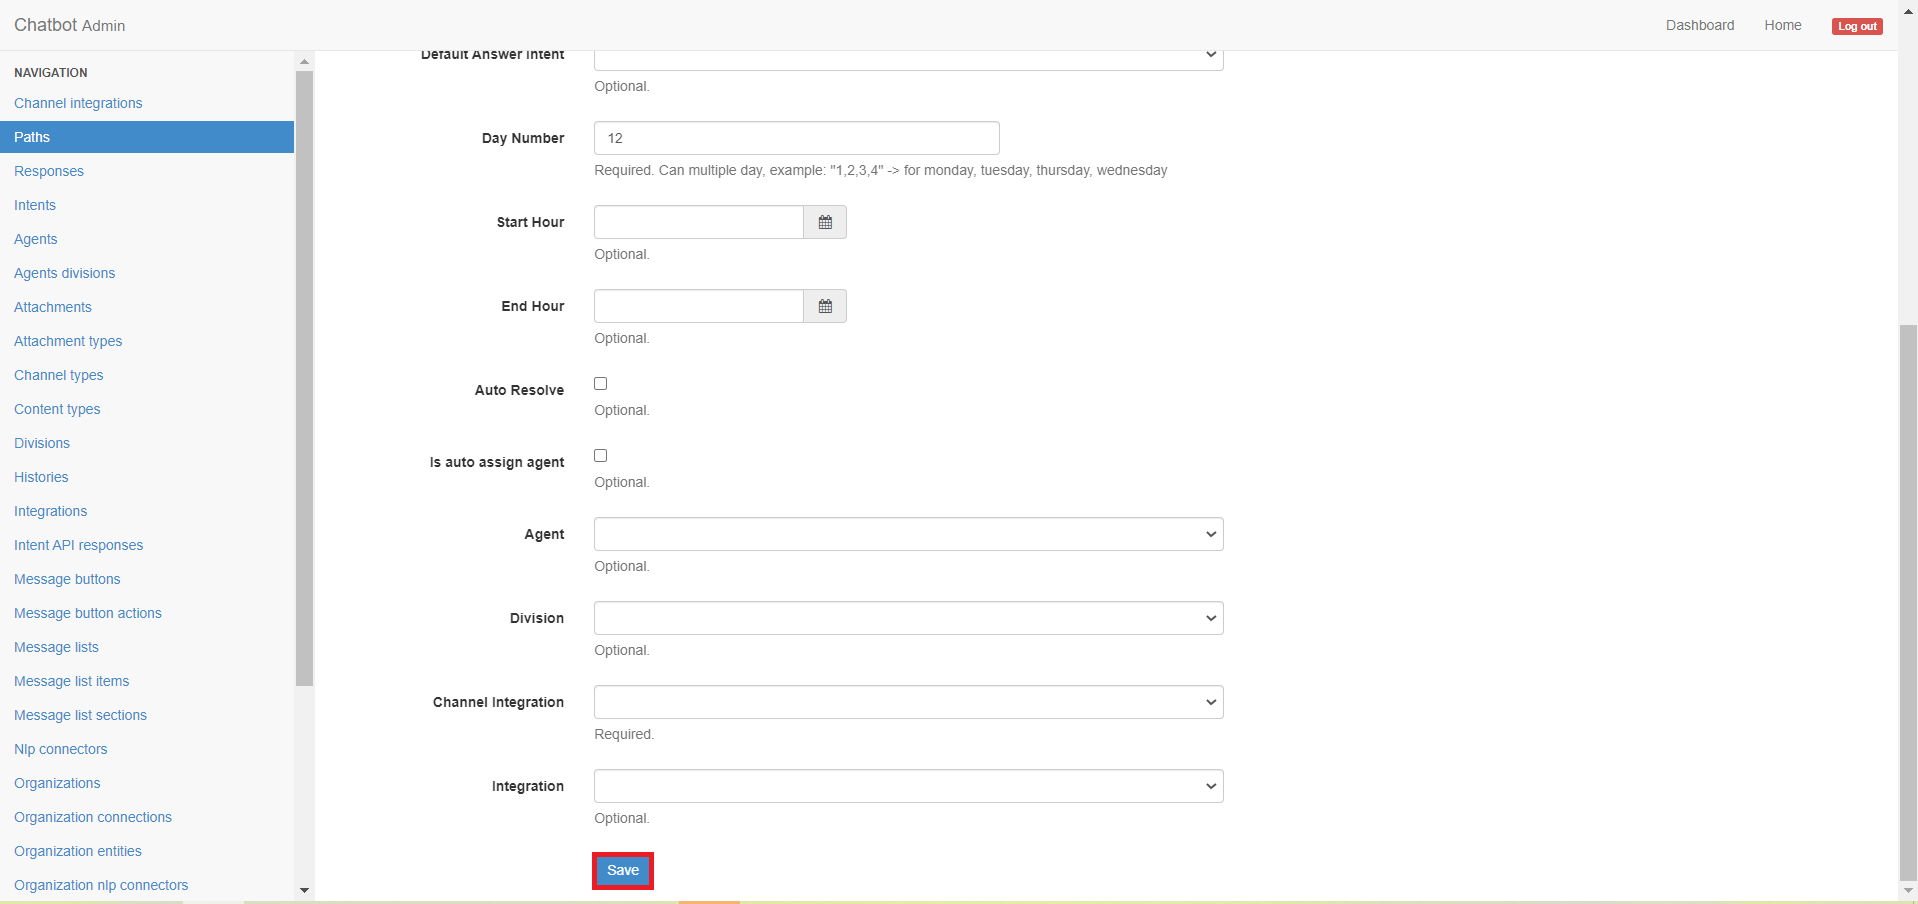 Chatbot Admin
Dashboard
Home
Log out
NAVIGATION
Channel integrations
Paths
Responses
Intents
Agents
Agents divisions
Attachments
Attachment types
Channel types
Content types
Divisions
Histories
Integrations
Intent API responses
Message buttons
Message button actions
Message lists
Message list items
Message list sections
Nlp connectors
Organizations
Organization connections
Organization entities
Organization nlp connectors
Default Answer Intent
Optional.
Day Number
12
Required. Can multiple day, example: "1,2,3,4" -> for monday, tuesday, thursday, wednesday
Start Hour
Optional.
End Hour
Optional.
Auto Resolve
Optional.
Is auto assign agent
Optional.
Agent
Optional.
Division
Optional.
Channel Integration
Required.
Integration
Optional.
Save